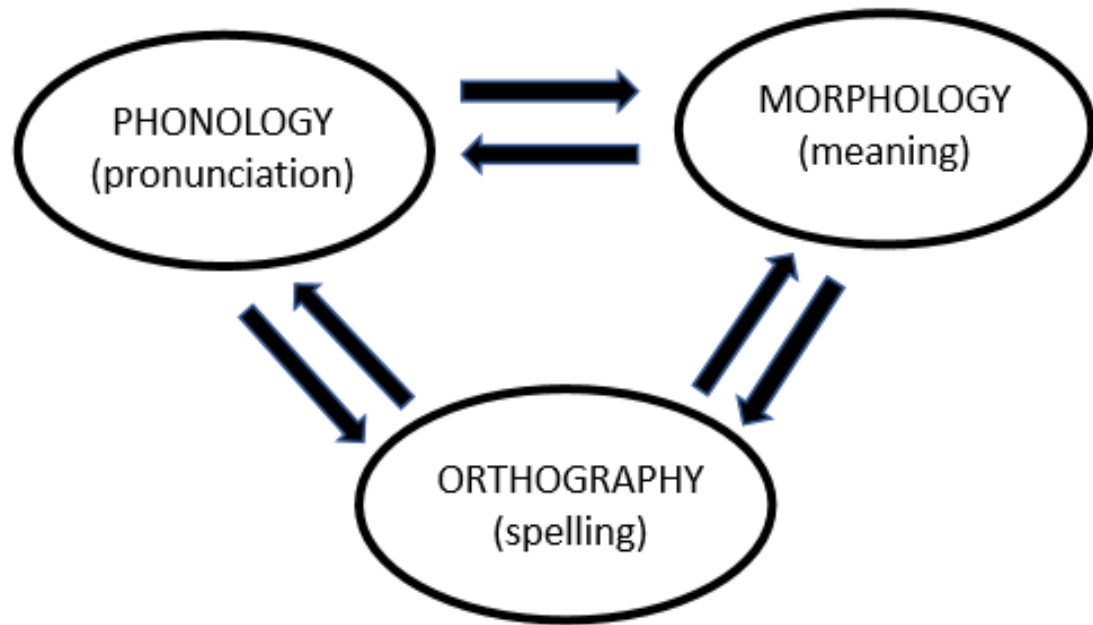 PHONOLOGY
(pronunciation)
MORPHOLOGY
(meaning)
ORTHOGRAPHY
(spelling)